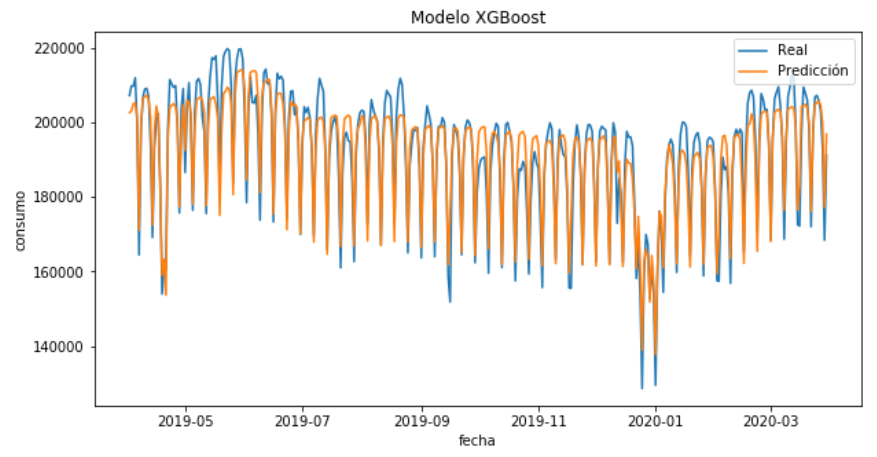 Modelo XGBoost
Real
Predicción
consumo
220000
200000
180000
160000
140000
2019-05
2019-07
2019-09
2019-11
2020-01
2020-03
fecha